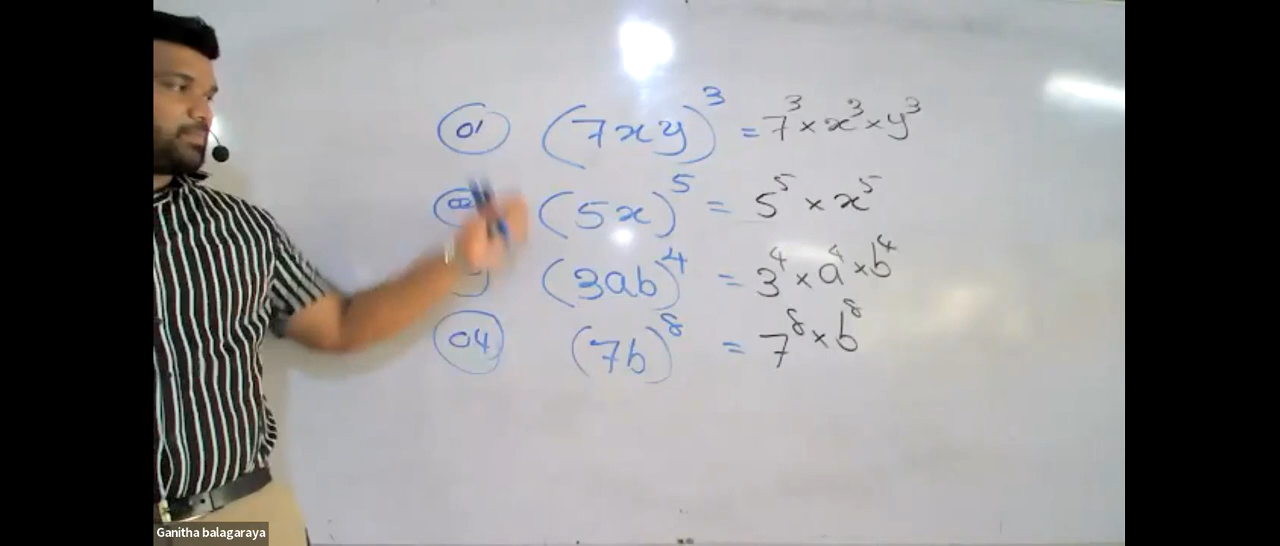 01 (7xy)³ = 7³ × x³ × y³
02 (5x)⁵ = 5⁵ × x⁵
(3ab)⁴ = 3⁴ × a⁴ × b⁴
04 (7b)⁸ = 7⁸ × b⁸
Ganitha balagaraya